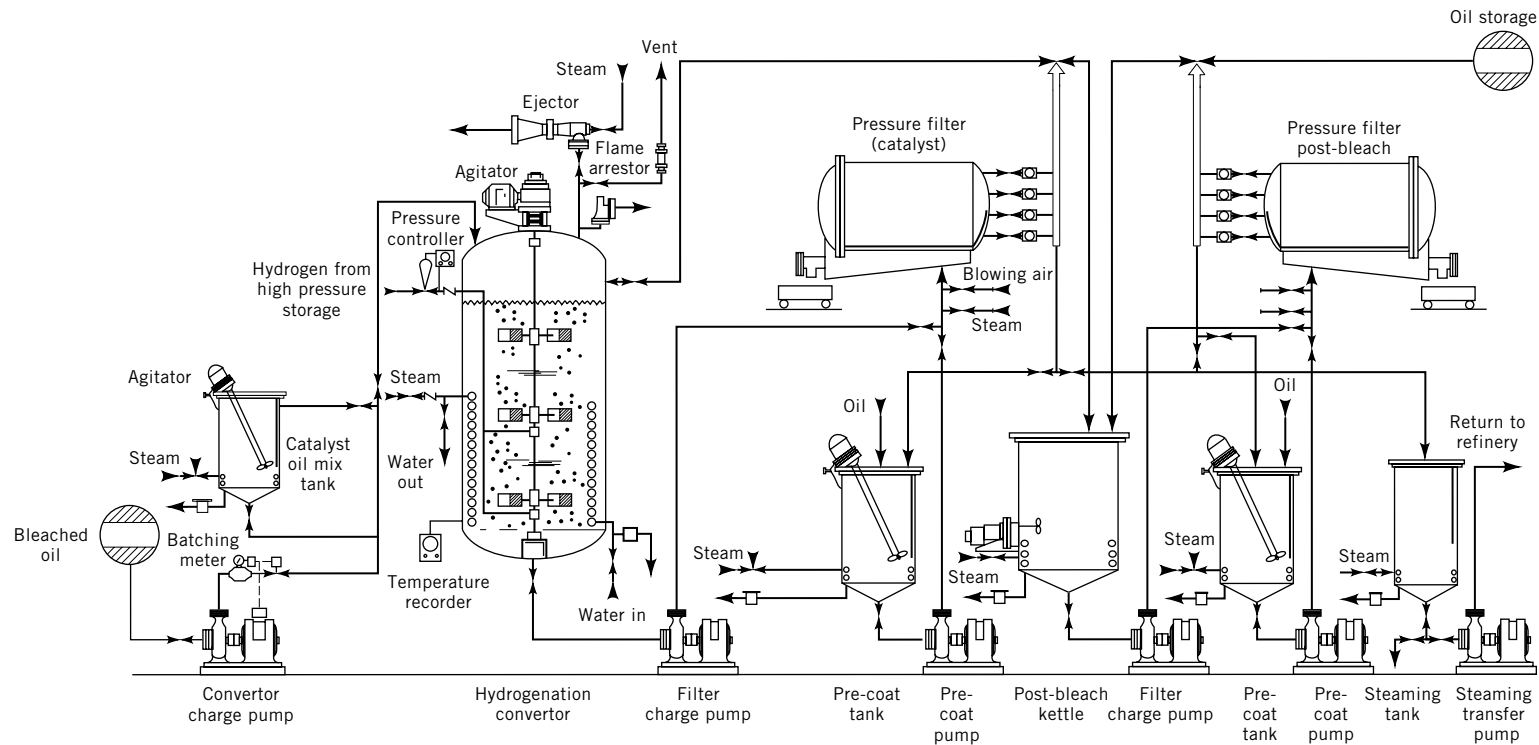 Oil storage
Vent
Steam
Ejector
Flame
arrestor
Agitator
Pressure filter
(catalyst)
Pressure filter
post-bleach
Pressure
controller
Hydrogen from
high pressure
storage
Blowing air
Steam
Agitator
Steam
Catalyst
oil mix
tank
Steam
Water
out
Oil
Oil
Return to
refinery
Bleached
oil
Batching
meter
Temperature
recorder
Water in
Steam
Steam
Steam
Steam
Convertor
charge pump
Hydrogenation
convertor
Filter
charge pump
Pre-coat
tank
Pre-
coat
pump
Post-bleach
kettle
Filter
charge pump
Pre-
coat
tank
Pre-
coat
pump
Steaming
tank
Steaming
transfer
pump